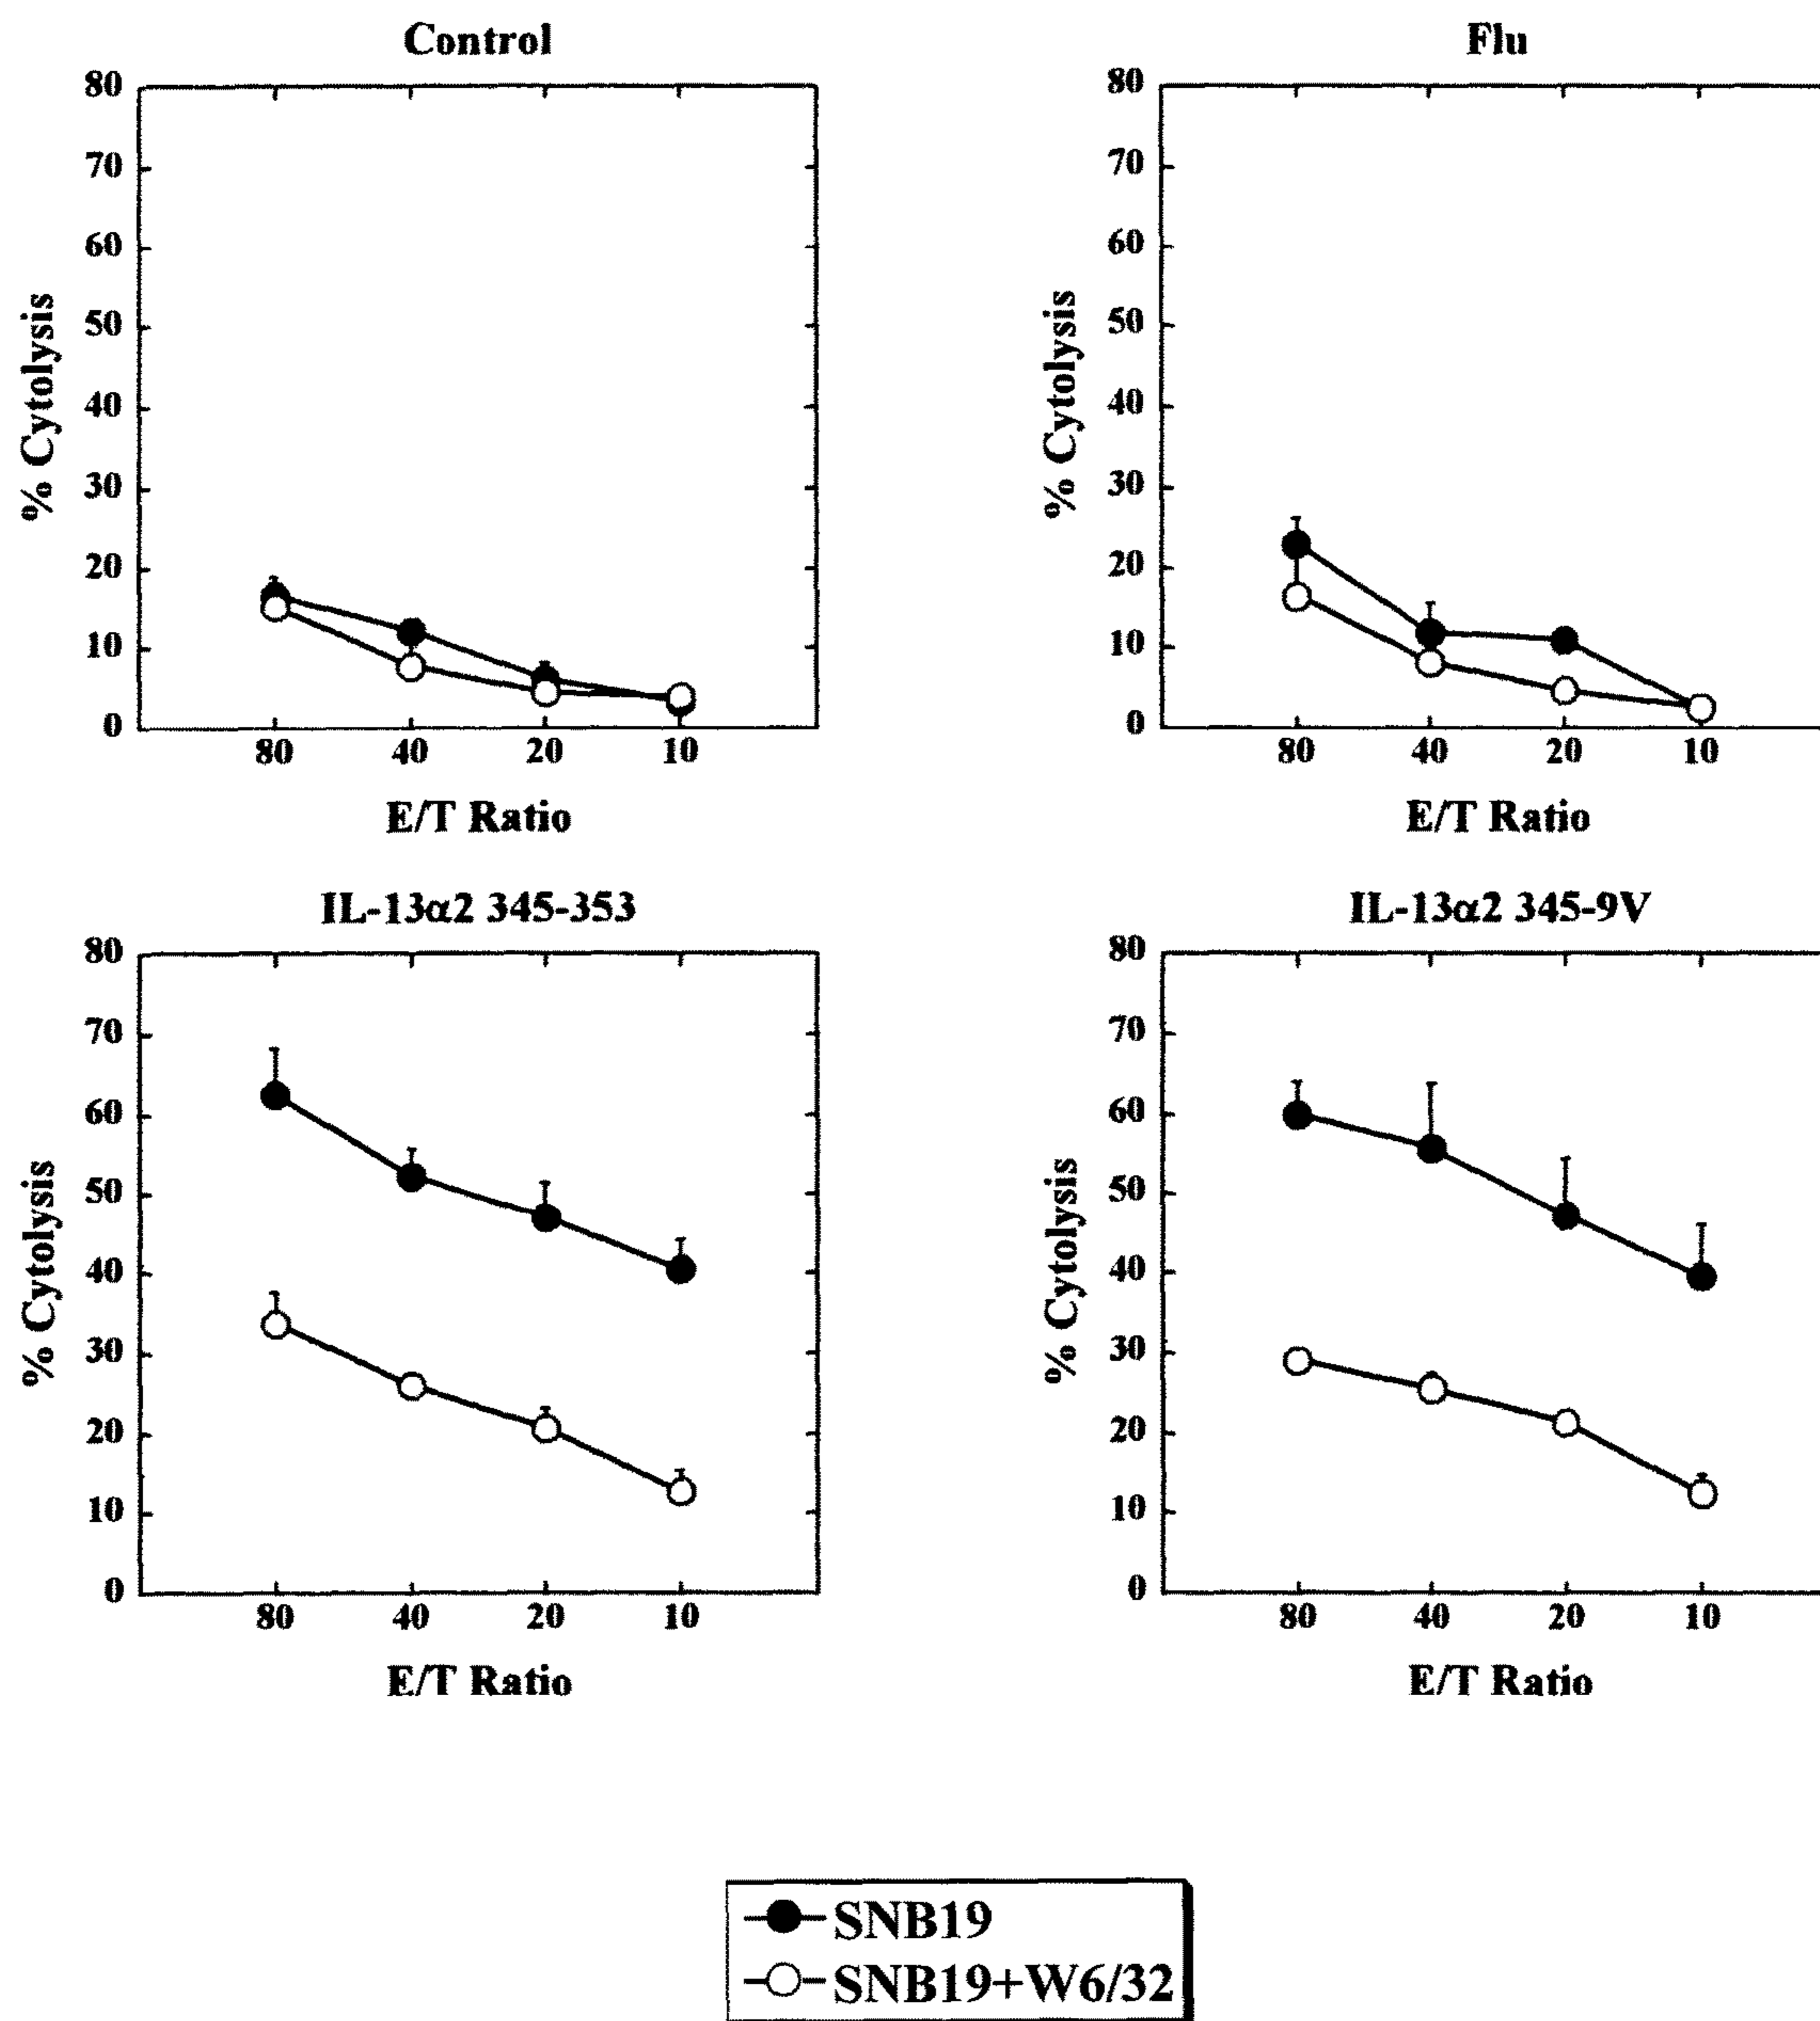 Control
80
70
60
50
40
30
20
10
0
% Cytolysis
80 40 20 10
E/T Ratio
Flu
80
70
60
50
40
30
20
10
0
% Cytolysis
80 40 20 10
E/T Ratio
IL-13α2 345-353
80
70
60
50
40
30
20
10
0
% Cytolysis
80 40 20 10
E/T Ratio
IL-13α2 345-9V
80
70
60
50
40
30
20
10
0
% Cytolysis
80 40 20 10
E/T Ratio
SNB19
SNB19+W6/32